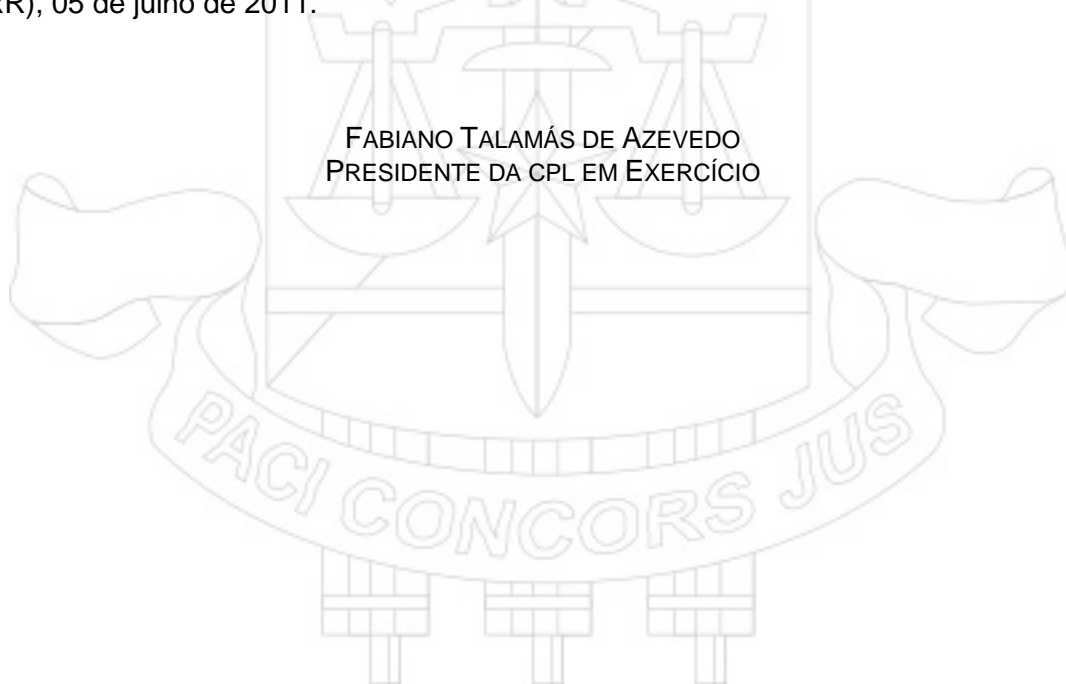 R), 05 de julho de 2011.
FABIANO TALAMÁS DE AZEVEDO
PRESIDENTE DA CPL EM EXERCÍCIO
PACI CONCORS JUS